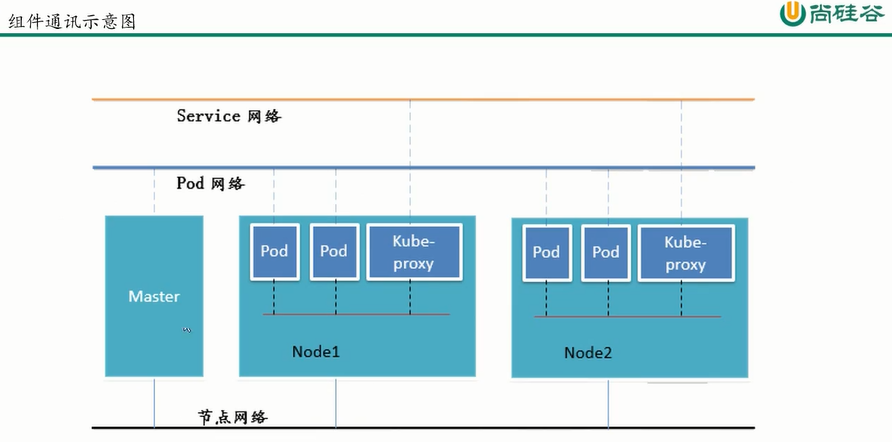 组件通讯示意图
尚硅谷
Service 网络
Pod 网络
Pod
Pod
Kube-
proxy
Pod
Pod
Kube-
proxy
Master
Node1
Node2
节点网络